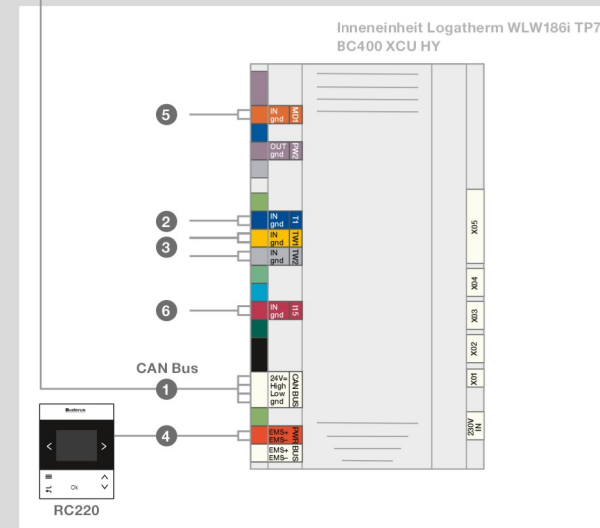 Inneneinheit Logatherm WLW186i TP7
BC400 XCU HY
5
IN
gnd
MD1
OUT
gnd
PW2
2
IN
gnd
T1
3
IN
gnd
TW1
IN
gnd
TW2
6
IN
gnd
I15
CAN Bus
1
24V=
High
Low
gnd
CAN BUS
4
EMS+
EMS–
PWR
EMS+
EMS–
BUS
X05
X04
X03
X02
X01
230V
IN
Buderus
Ok
RC220